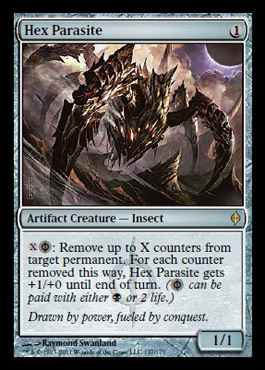 Hex Parasite 1
Artifact Creature — Insect
X : Remove up to X counters from
target permanent. For each counter
removed this way, Hex Parasite gets
+1/+0 until end of turn. ( can be
paid with either or 2 life.)
Drawn by power, fueled by conquest.
Raymond Swanland
1/1